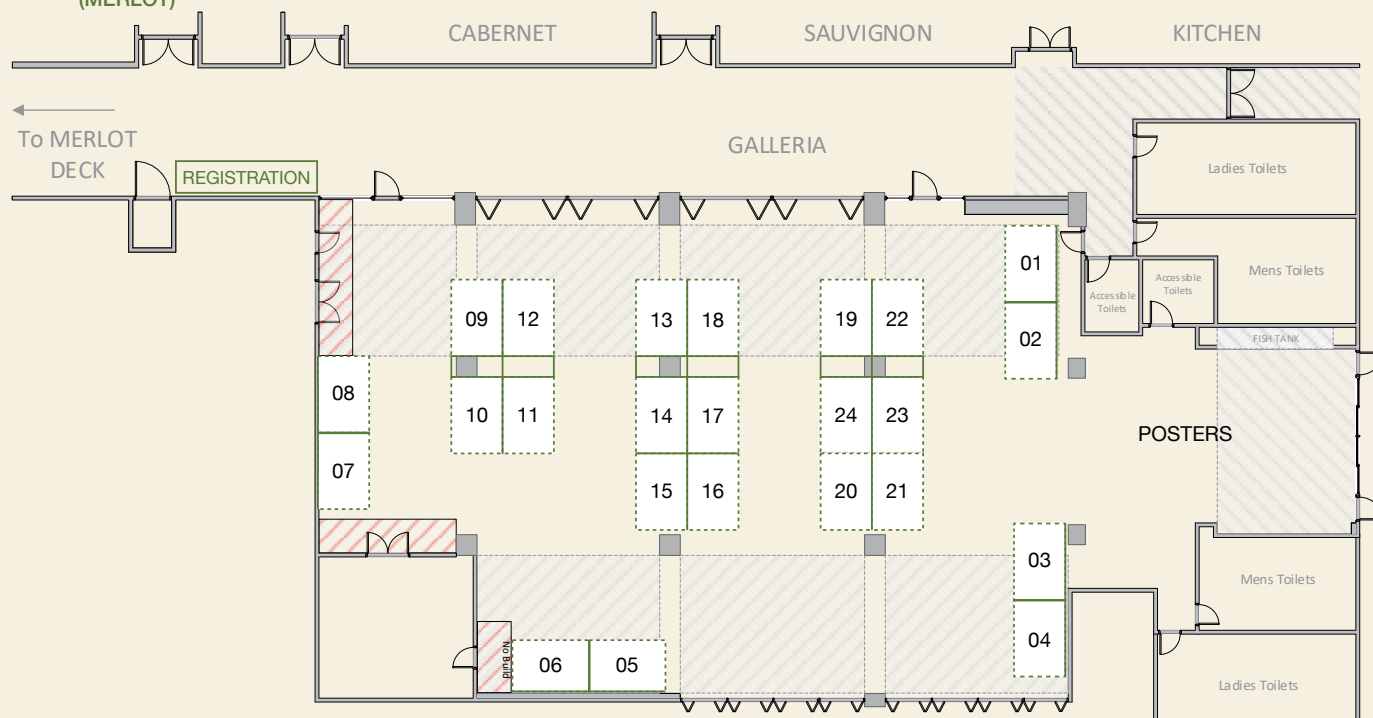 (MERLOT)
CABERNET
SAUVIGNON
KITCHEN
To MERLOT
DECK
REGISTRATION
GALLERIA
Ladies Toilets
Mens Toilets
Accessible
Toilets
Accessible
Toilets
FISH TANK
01
02
09
12
13
18
19
22
08
10
11
14
17
24
23
07
15
16
20
21
POSTERS
03
04
Mens Toilets
Ladies Toilets
No Build
06
05